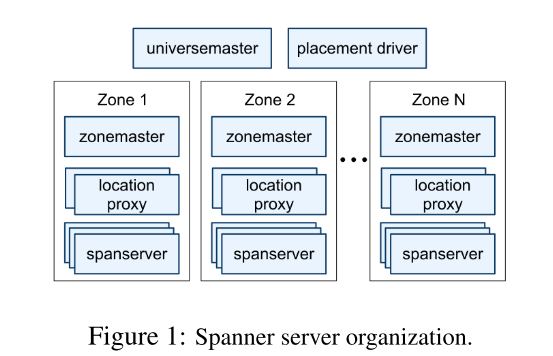 universemaster placement driver
Zone 1 Zone 2 Zone N
zonemaster zonemaster zonemaster
...
location location location
proxy proxy proxy
spanserver spanserver spanserver
Figure 1: Spanner server organization.